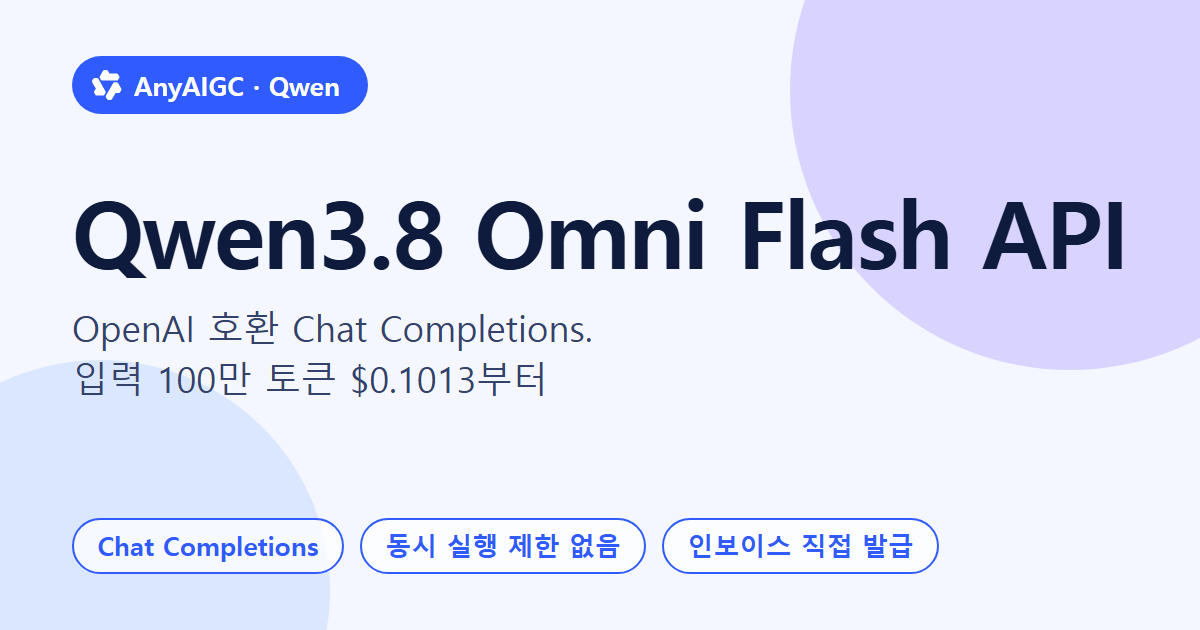 AnyAIGC · Qwen
Qwen3.8 Omni Flash API
OpenAI 호환 Chat Completions.
입력 100만 토큰 $0.1013부터
Chat Completions
동시 실행 제한 없음
인보이스 직접 발급